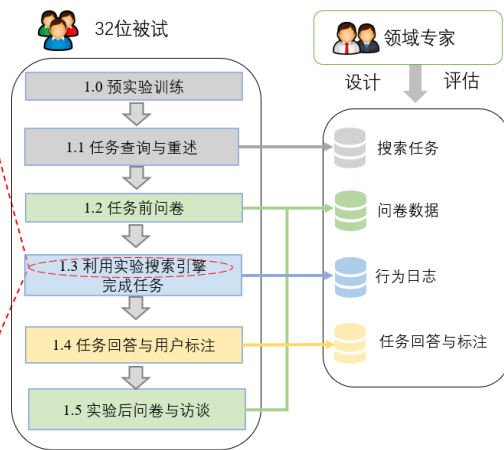 32位被试
领域专家
设计
评估
1.0 预实验训练
1.1 任务查询与重述
搜索任务
1.2 任务前问卷
问卷数据
1.3 利用实验搜索引擎
完成任务
行为日志
1.4 任务回答与用户标注
任务回答与标注
1.5 实验后问卷与访谈